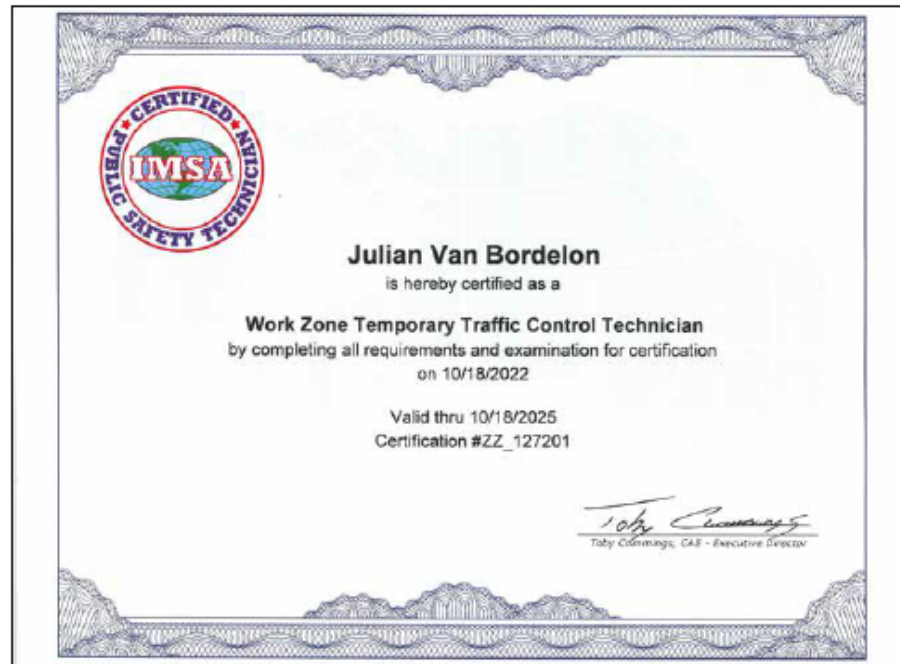 CERTIFIED
PUBLIC SAFETY TECHNICIAN
IMSA
Julian Van Bordelon
is hereby certified as a
Work Zone Temporary Traffic Control Technician
by completing all requirements and examination for certification
on 10/18/2022
Valid thru 10/18/2025
Certification #ZZ_127201
Toby Cummings
Toby Cummings, CAE - Executive Director